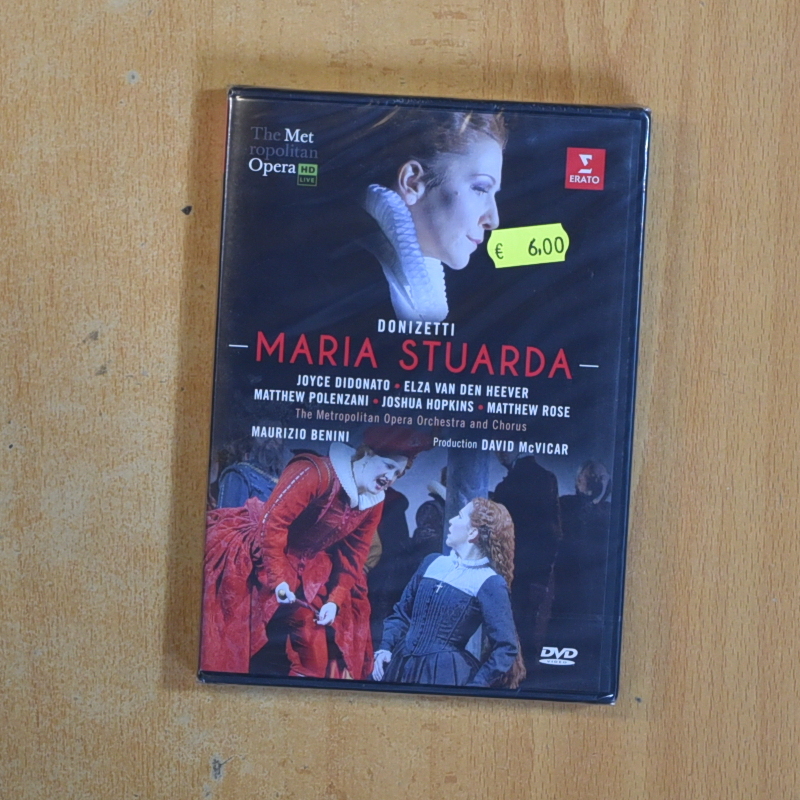 The Met
ropolitan
Opera HD
LIVE
ERATO
€ 6,00
DONIZETTI
MARIA STUARDA
JOYCE DIDONATO • ELZA VAN DEN HEEVER
MATTHEW POLENZANI • JOSHUA HOPKINS • MATTHEW ROSE
The Metropolitan Opera Orchestra and Chorus
MAURIZIO BENINI Production DAVID McVICAR
DVD
VIDEO